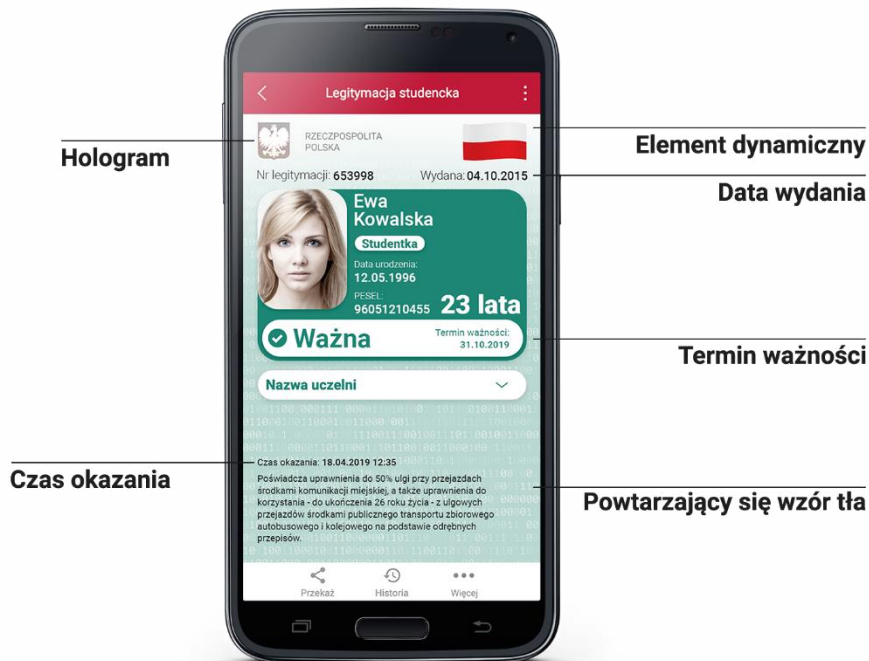 Legitymacja studencka
RZECZPOSPOLITA
POLSKA
Hologram
Element dynamiczny
Nr legitymacji: 653998
Wydana: 04.10.2015
Data wydania
Ewa
Kowalska
Studentka
Data urodzenia:
12.05.1996
PESEL:
96051210455
23 lata
Ważna
Termin ważności:
31.10.2019
Termin ważności
Nazwa uczelni
Czas okazania: 18.04.2019 12:35
Czas okazania
Poświadcza uprawnienia do 50% ulgi przy przejazdach
środkami komunikacji miejskiej, a także uprawnienia do
korzystania - do ukończenia 26 roku życia - z ulgowych
przejazdów środkami publicznego transportu zbiorowego
autobusowego i kolejowego na podstawie odrębnych
przepisów.
Powtarzający się wzór tła
Przekaż
Historia
Więcej